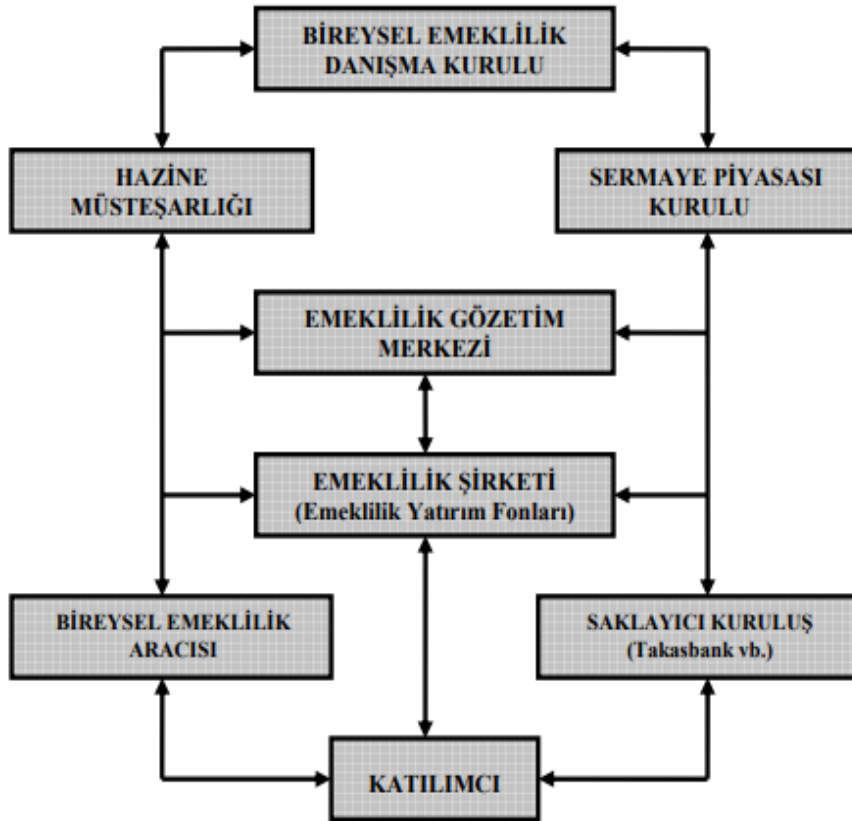 BİREYSEL EMEKLİLİK
DANIŞMA KURULU
HAZİNE
MÜSTEŞARLIĞI
SERMAYE PİYASASI
KURULU
EMEKLİLİK GÖZETİM
MERKEZİ
EMEKLİLİK ŞİRKETİ
(Emeklilik Yatırım Fonları)
BİREYSEL EMEKLİLİK
ARACISI
SAKLAYICI KURULUŞ
(Takasbank vb.)
KATILIMCI